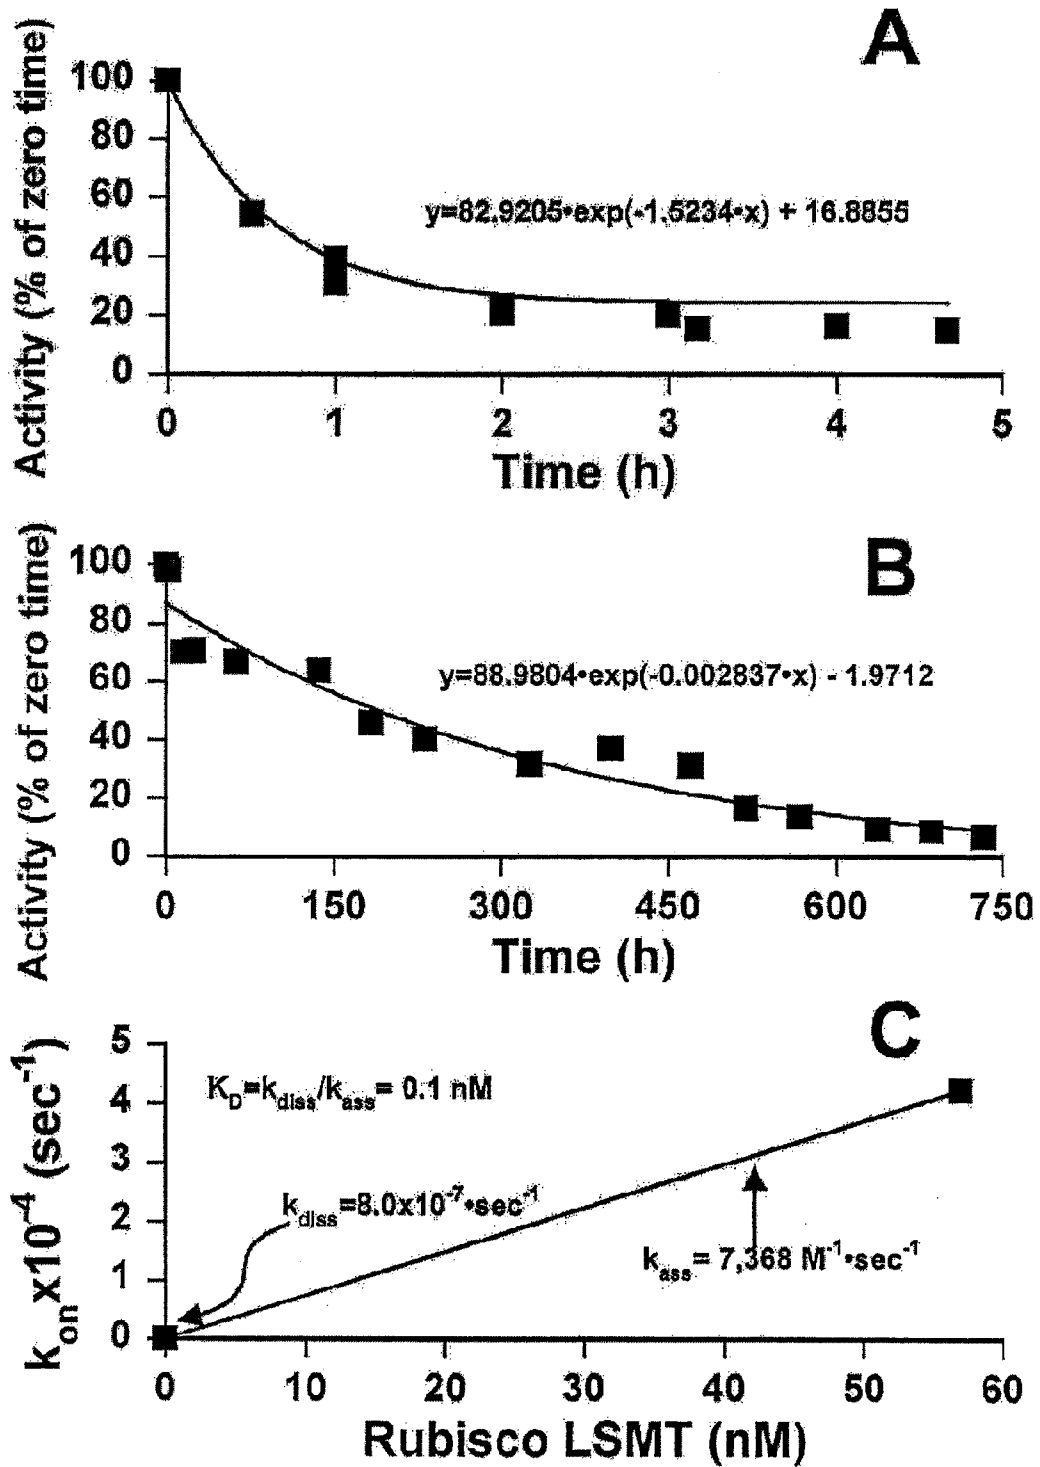 A
Activity (% of zero time)
100
80
60
40
20
0
y=82.9205•exp(-1.5234•x) + 16.8855
0 1 2 3 4 5
Time (h)
B
Activity (% of zero time)
100
80
60
40
20
0
y=88.9804•exp(-0.002837•x) - 1.9712
0 150 300 450 600 750
Time (h)
C
kon x10-4 (sec-1)
5
4
3
2
1
0
KD=kdiss/kass= 0.1 nM
kdiss=8.0x10-7•sec-1
kass= 7,368 M-1•sec-1
0 10 20 30 40 50 60
Rubisco LSMT (nM)